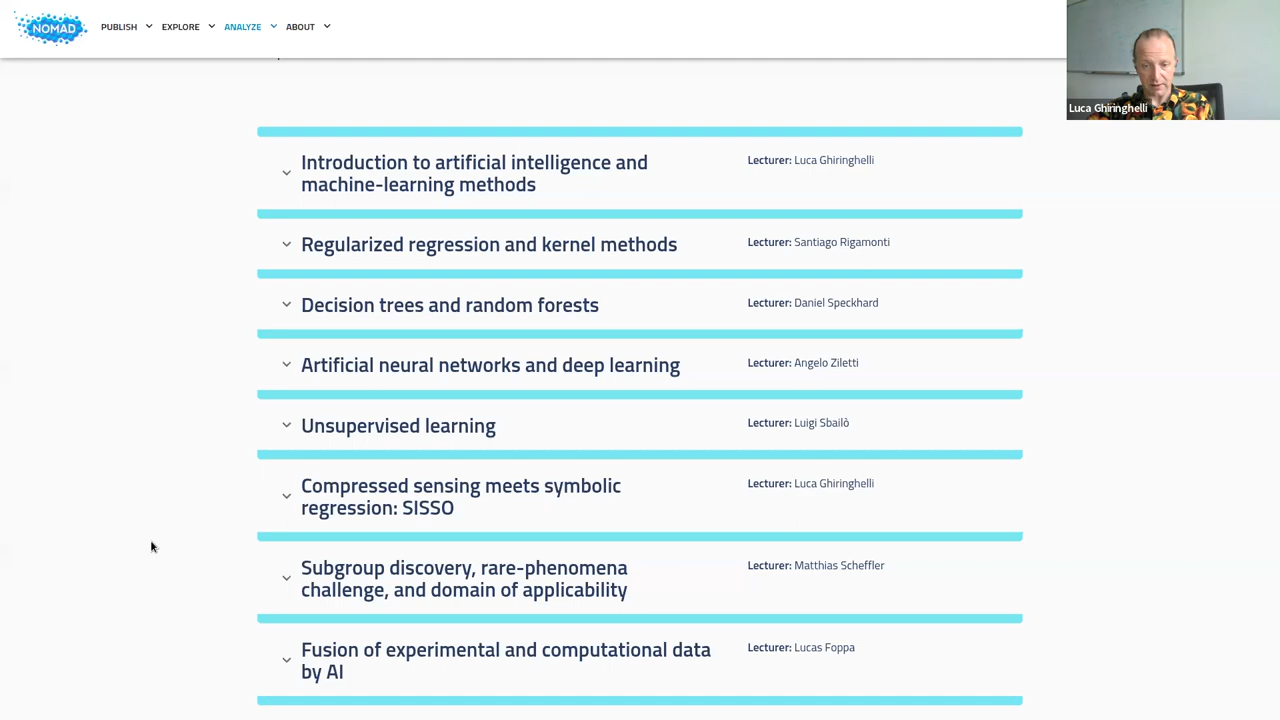 NOMAD
PUBLISH
EXPLORE
ANALYZE
ABOUT
Luca Ghiringhelli
Introduction to artificial intelligence and
machine-learning methods
Lecturer: Luca Ghiringhelli
Regularized regression and kernel methods
Lecturer: Santiago Rigamonti
Decision trees and random forests
Lecturer: Daniel Speckhard
Artificial neural networks and deep learning
Lecturer: Angelo Ziletti
Unsupervised learning
Lecturer: Luigi Sbailò
Compressed sensing meets symbolic
regression: SISSO
Lecturer: Luca Ghiringhelli
Subgroup discovery, rare-phenomena
challenge, and domain of applicability
Lecturer: Matthias Scheffler
Fusion of experimental and computational data
by AI
Lecturer: Lucas Foppa